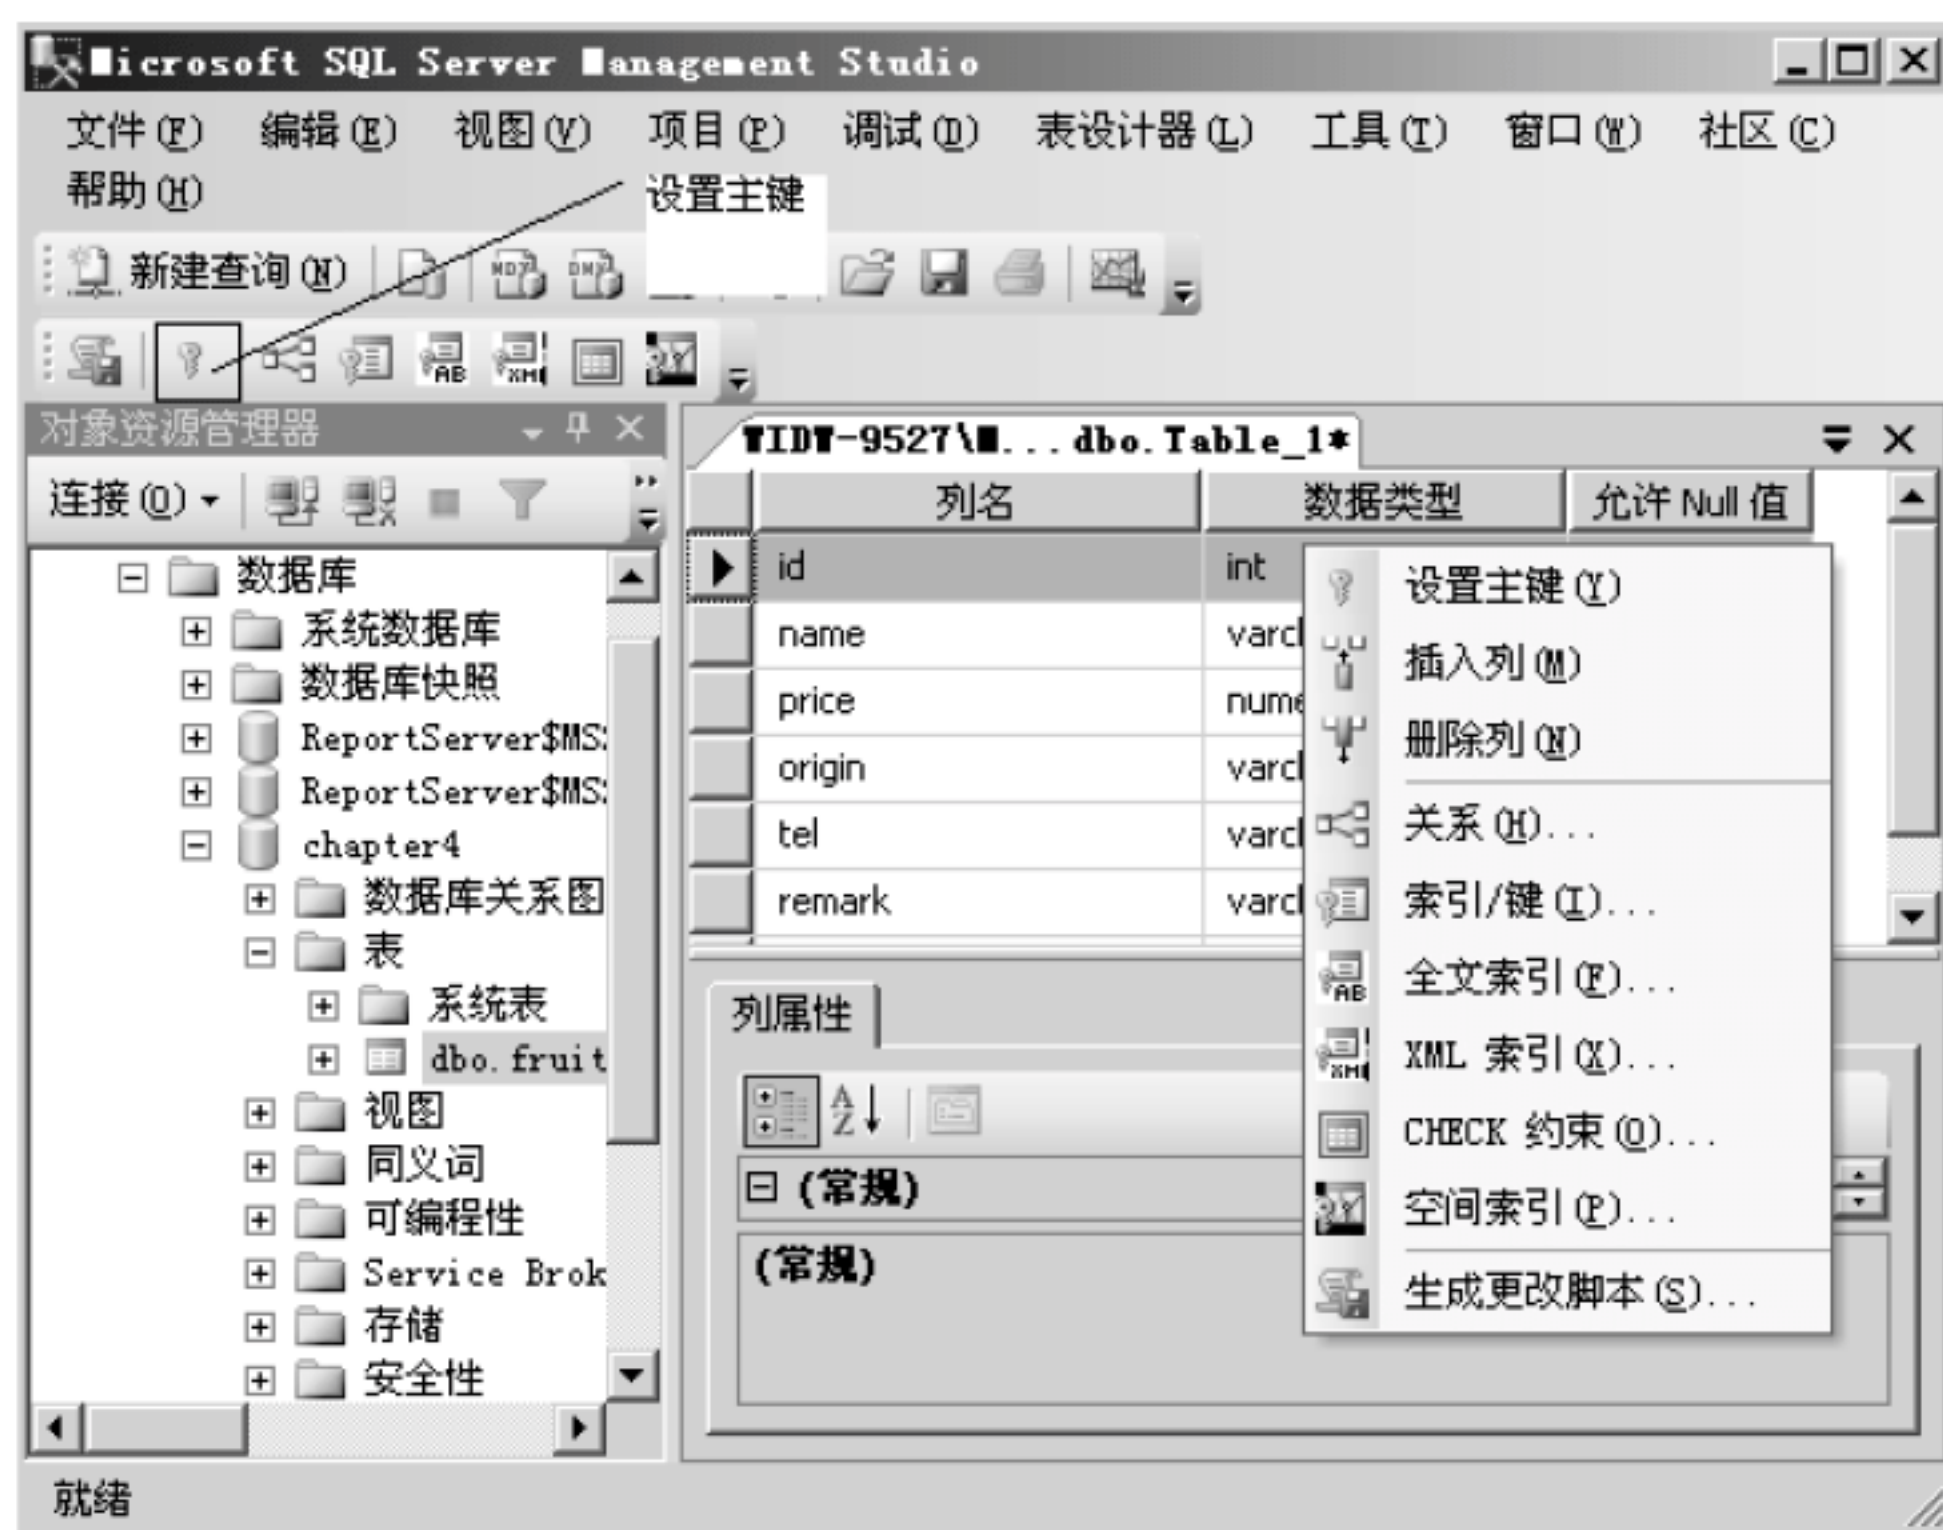 Microsoft SQL Server Management Studio
文件(F) 编辑(E) 视图(V) 项目(P) 调试(D) 表设计器(L) 工具(T) 窗口(W) 社区(C)
帮助(H)
设置主键
新建查询(N)
对象资源管理器
连接(O)
数据库
系统数据库
数据库快照
ReportServer$MS
ReportServer$MS
chapter4
数据库关系图
表
系统表
dbo.fruit
视图
同义词
可编程性
Service Brok
存储
安全性
TIDT-9527\M...dbo.Table_1*
列名 数据类型 允许 Null 值
id int
name varc
price nume
origin varc
tel varc
remark varc
设置主键(Y)
插入列(M)
删除列(N)
关系(H)...
索引/键(I)...
全文索引(F)...
XML 索引(X)...
CHECK 约束(O)...
空间索引(P)...
生成更改脚本(S)...
列属性
(常规)
(常规)
就绪